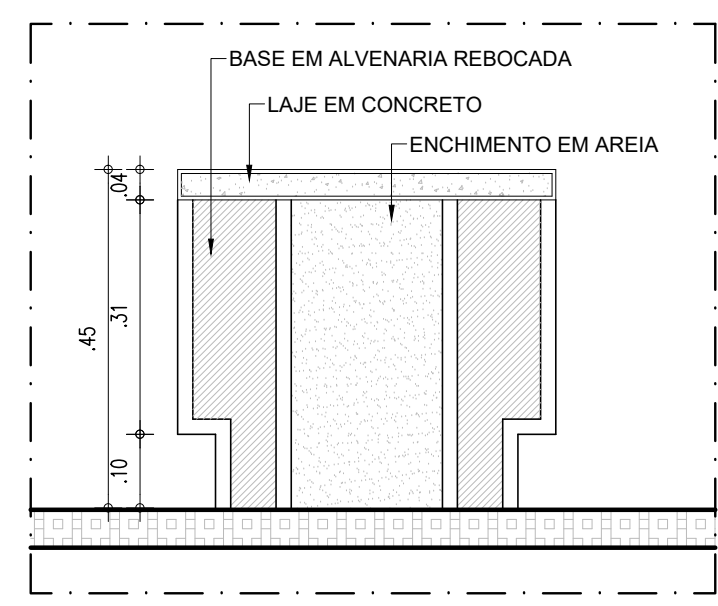 BASE EM ALVENARIA REBOCADA
LAJE EM CONCRETO
ENCHIMENTO EM AREIA
.04
.31
.45
.10